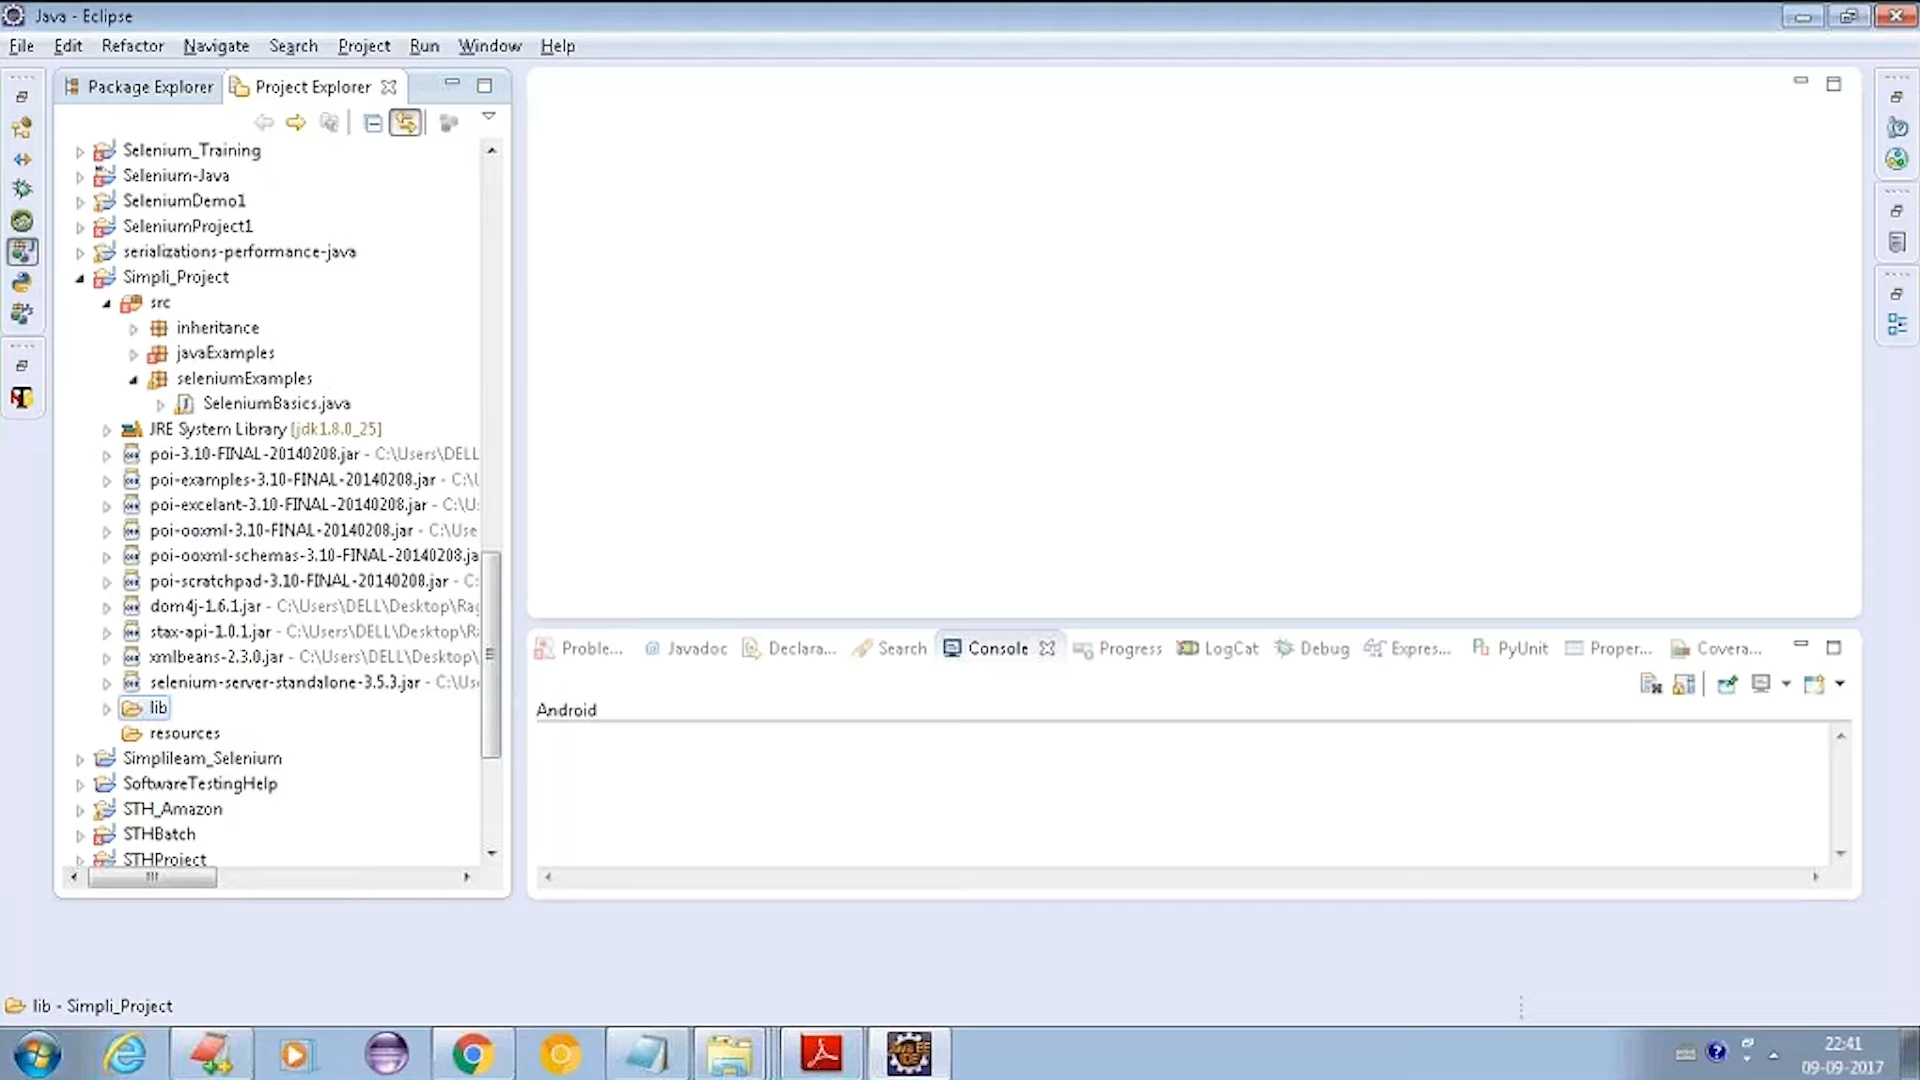 Java - Eclipse
File Edit Refactor Navigate Search Project Run Window Help
Package Explorer Project Explorer
Selenium_Training
Selenium-Java
SeleniumDemo1
SeleniumProject1
serializations-performance-java
Simpli_Project
src
inheritance
javaExamples
seleniumExamples
SeleniumBasics.java
JRE System Library [jdk1.8.0_25]
poi-3.10-FINAL-20140208.jar - C:\Users\DELL
poi-examples-3.10-FINAL-20140208.jar - C:\U
poi-excelant-3.10-FINAL-20140208.jar - C:\U:
poi-ooxml-3.10-FINAL-20140208.jar - C:\Use
poi-ooxml-schemas-3.10-FINAL-20140208.ja
poi-scratchpad-3.10-FINAL-20140208.jar - C:
dom4j-1.6.1.jar - C:\Users\DELL\Desktop\Rag
stax-api-1.0.1.jar - C:\Users\DELL\Desktop\Ra
xmlbeans-2.3.0.jar - C:\Users\DELL\Desktop\
selenium-server-standalone-3.5.3.jar - C:\Us
lib
resources
Simplilearn_Selenium
SoftwareTestingHelp
STH_Amazon
STHBatch
STHProject
Proble... Javadoc Declara... Search Console Progress LogCat Debug Expres... PyUnit Proper... Covera...
Android
lib - Simpli_Project
22:41
09-09-2017